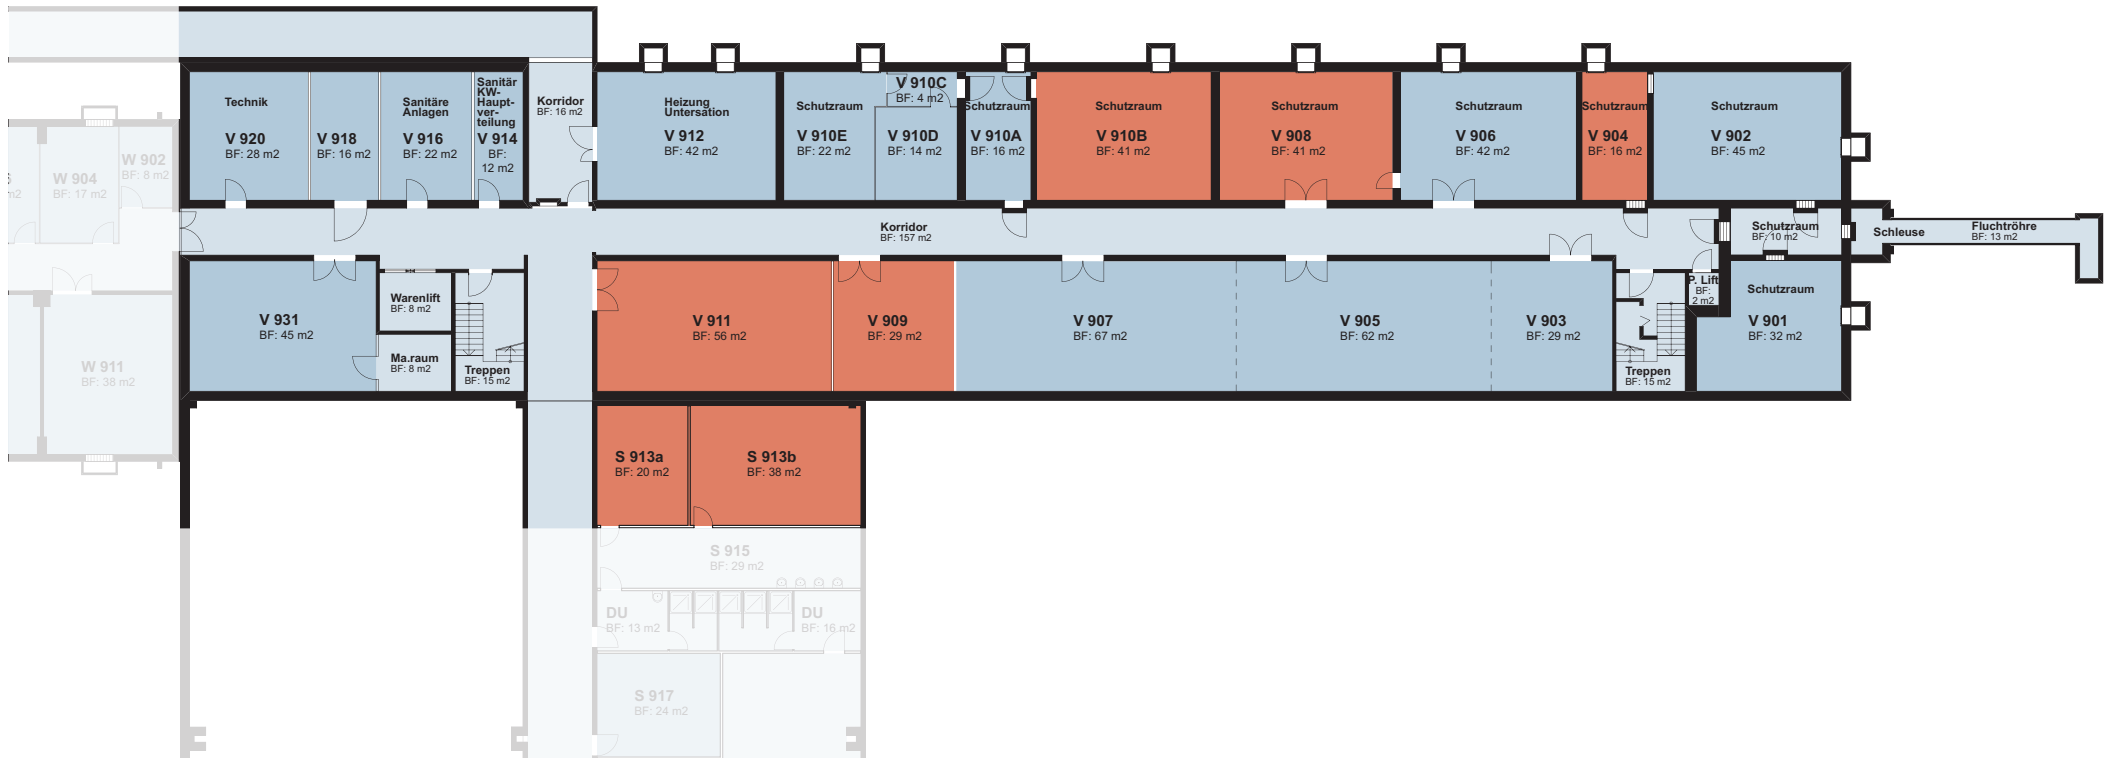 Technik
V 920
BF: 28 m2
V 918
BF: 16 m2
Sanitäre
Anlagen
V 916
BF: 22 m2
Sanitär
KW-
Haupt-
ver-
teilung
V 914
BF:
12 m2
Korridor
BF: 16 m2
Heizung
Untersation
V 912
BF: 42 m2
Schutzraum
V 910E
BF: 22 m2
V 910C
BF: 4 m2
V 910D
BF: 14 m2
Schutzraum
V 910A
BF: 16 m2
Schutzraum
V 910B
BF: 41 m2
Schutzraum
V 908
BF: 41 m2
Schutzraum
V 906
BF: 42 m2
Schutzraum
V 904
BF: 16 m2
Schutzraum
V 902
BF: 45 m2
W 902
BF: 8 m2
W 904
BF: 17 m2
Korridor
BF: 157 m2
Schutzraum
BF: 10 m2
Schleuse
Fluchtröhre
BF: 13 m2
V 931
BF: 45 m2
Warenlift
BF: 8 m2
Ma.raum
BF: 8 m2
Treppen
BF: 15 m2
V 911
BF: 56 m2
V 909
BF: 29 m2
V 907
BF: 67 m2
V 905
BF: 62 m2
V 903
BF: 29 m2
Treppen
BF: 15 m2
P. Lift
BF:
2 m2
Schutzraum
V 901
BF: 32 m2
W 911
BF: 38 m2
S 913a
BF: 20 m2
S 913b
BF: 38 m2
S 915
BF: 29 m2
DU
BF: 13 m2
DU
BF: 16 m2
S 917
BF: 24 m2